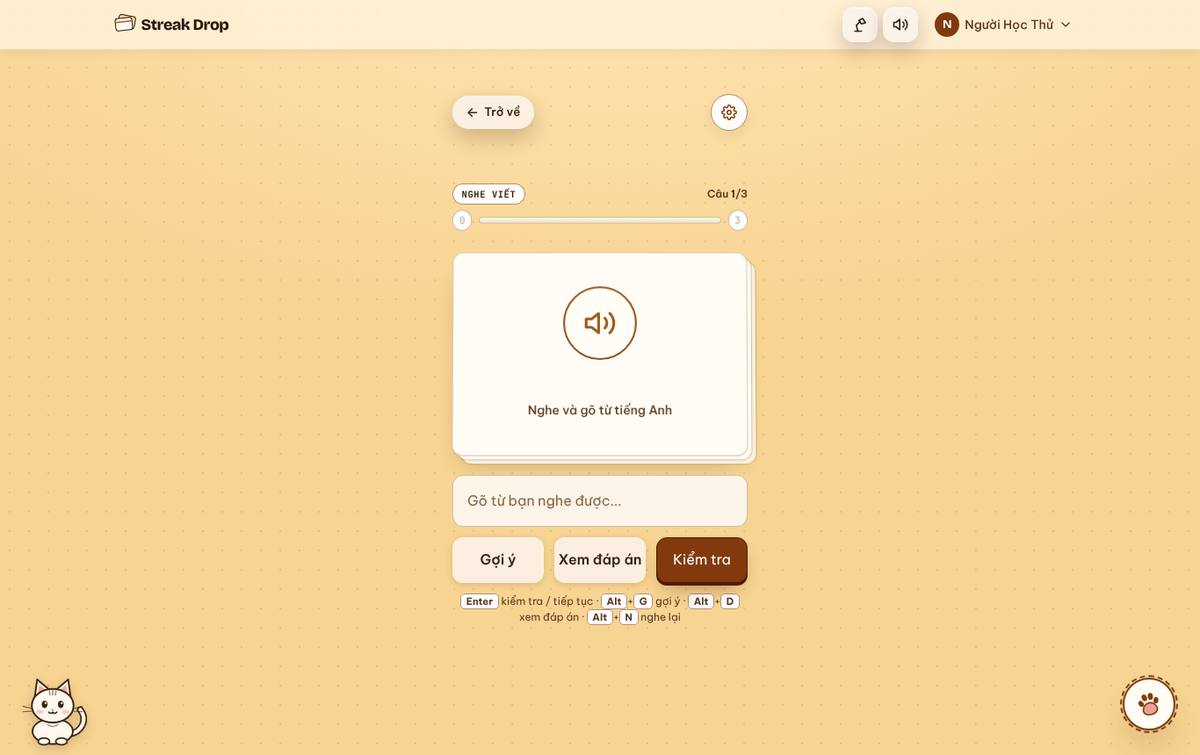 Streak Drop
N Người Học Thử
Trở về
NGHE VIẾT
Câu 1/3
0
3
Nghe và gõ từ tiếng Anh
Gõ từ bạn nghe được...
Gợi ý
Xem đáp án
Kiểm tra
Enter kiểm tra / tiếp tục · Alt + G gợi ý · Alt + D
xem đáp án · Alt + N nghe lại